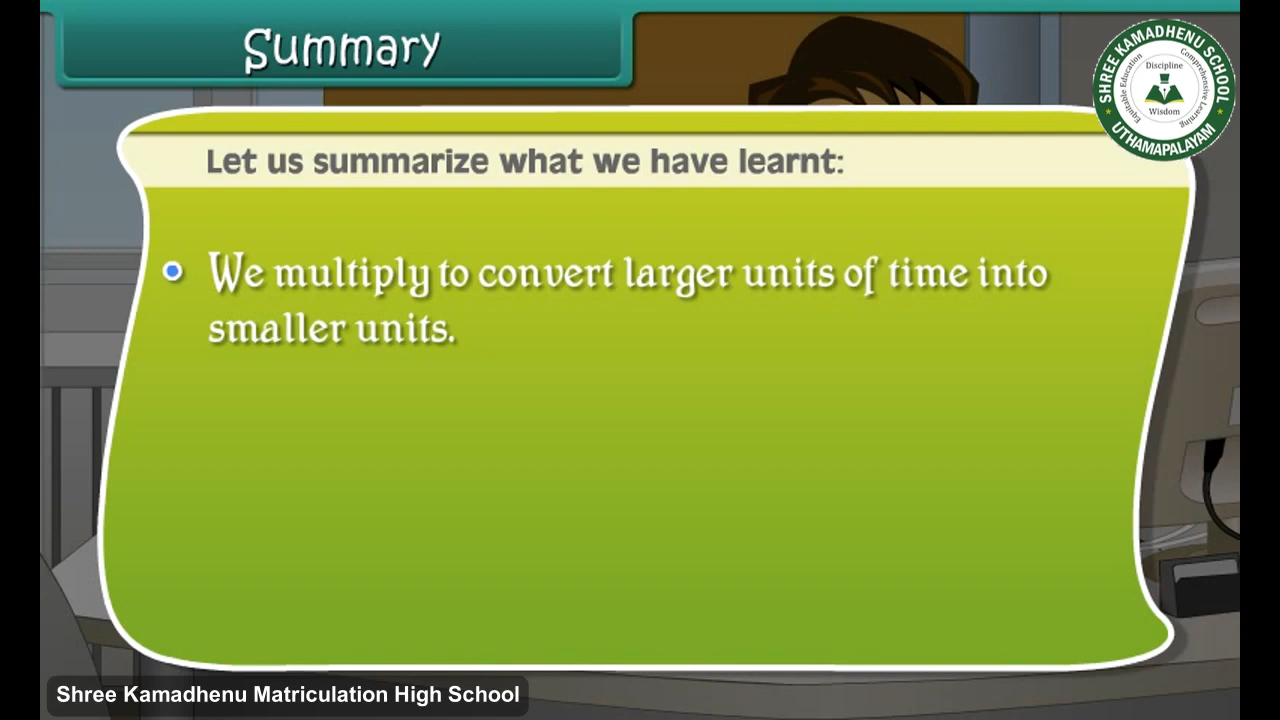 Summary
SHREE KAMADHENU SCHOOL
Discipline
Equitable Education
Comprehensive Learning
Wisdom
UTHAMAPALAYAM
Let us summarize what we have learnt:
We multiply to convert larger units of time into
smaller units.
Shree Kamadhenu Matriculation High School